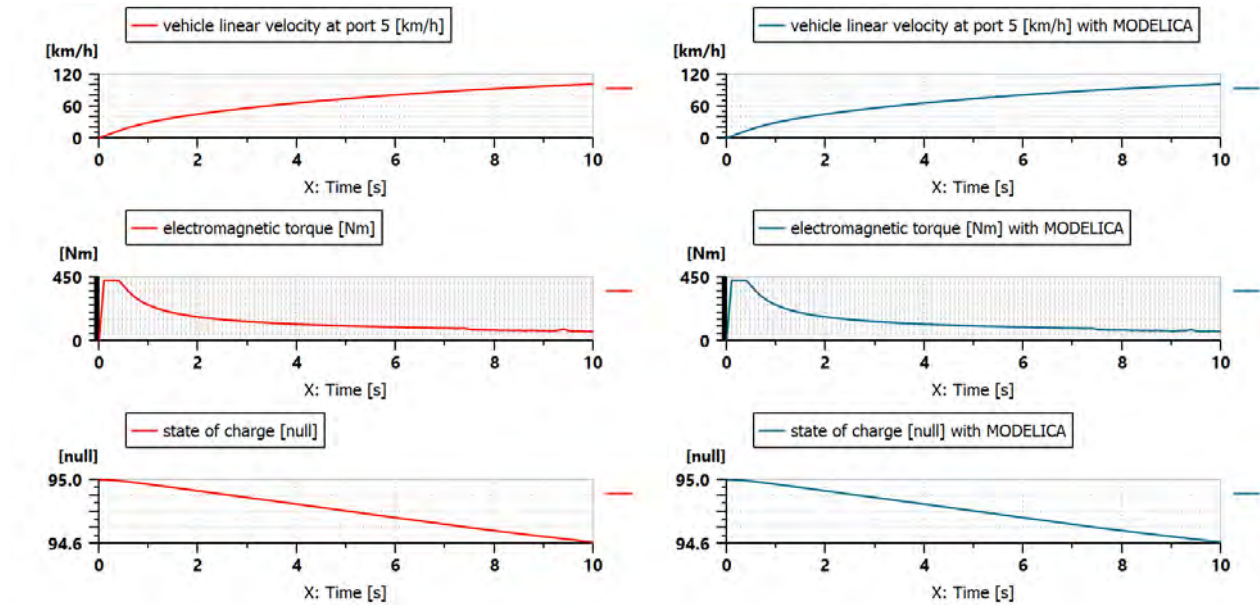 vehicle linear velocity at port 5 [km/h]
[km/h]
120
60
0
0 2 4 6 8 10
X: Time [s]
vehicle linear velocity at port 5 [km/h] with MODELICA
[km/h]
120
60
0
0 2 4 6 8 10
X: Time [s]
electromagnetic torque [Nm]
[Nm]
450
0
0 2 4 6 8 10
X: Time [s]
electromagnetic torque [Nm] with MODELICA
[Nm]
450
0
0 2 4 6 8 10
X: Time [s]
state of charge [null]
[null]
95.0
94.6
0 2 4 6 8 10
X: Time [s]
state of charge [null] with MODELICA
[null]
95.0
94.6
0 2 4 6 8 10
X: Time [s]